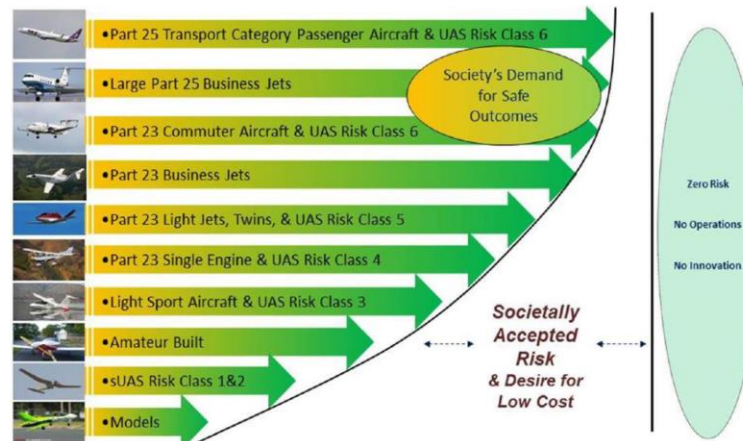 •Part 25 Transport Category Passenger Aircraft & UAS Risk Class 6
•Large Part 25 Business Jets
Society's Demand
for Safe
Outcomes
•Part 23 Commuter Aircraft & UAS Risk Class 6
•Part 23 Business Jets
•Part 23 Light Jets, Twins, & UAS Risk Class 5
•Part 23 Single Engine & UAS Risk Class 4
•Light Sport Aircraft & UAS Risk Class 3
•Amateur Built
•sUAS Risk Class 1&2
•Models
Societally
Accepted
Risk
& Desire for
Low Cost
Zero Risk
No Operations
No Innovation